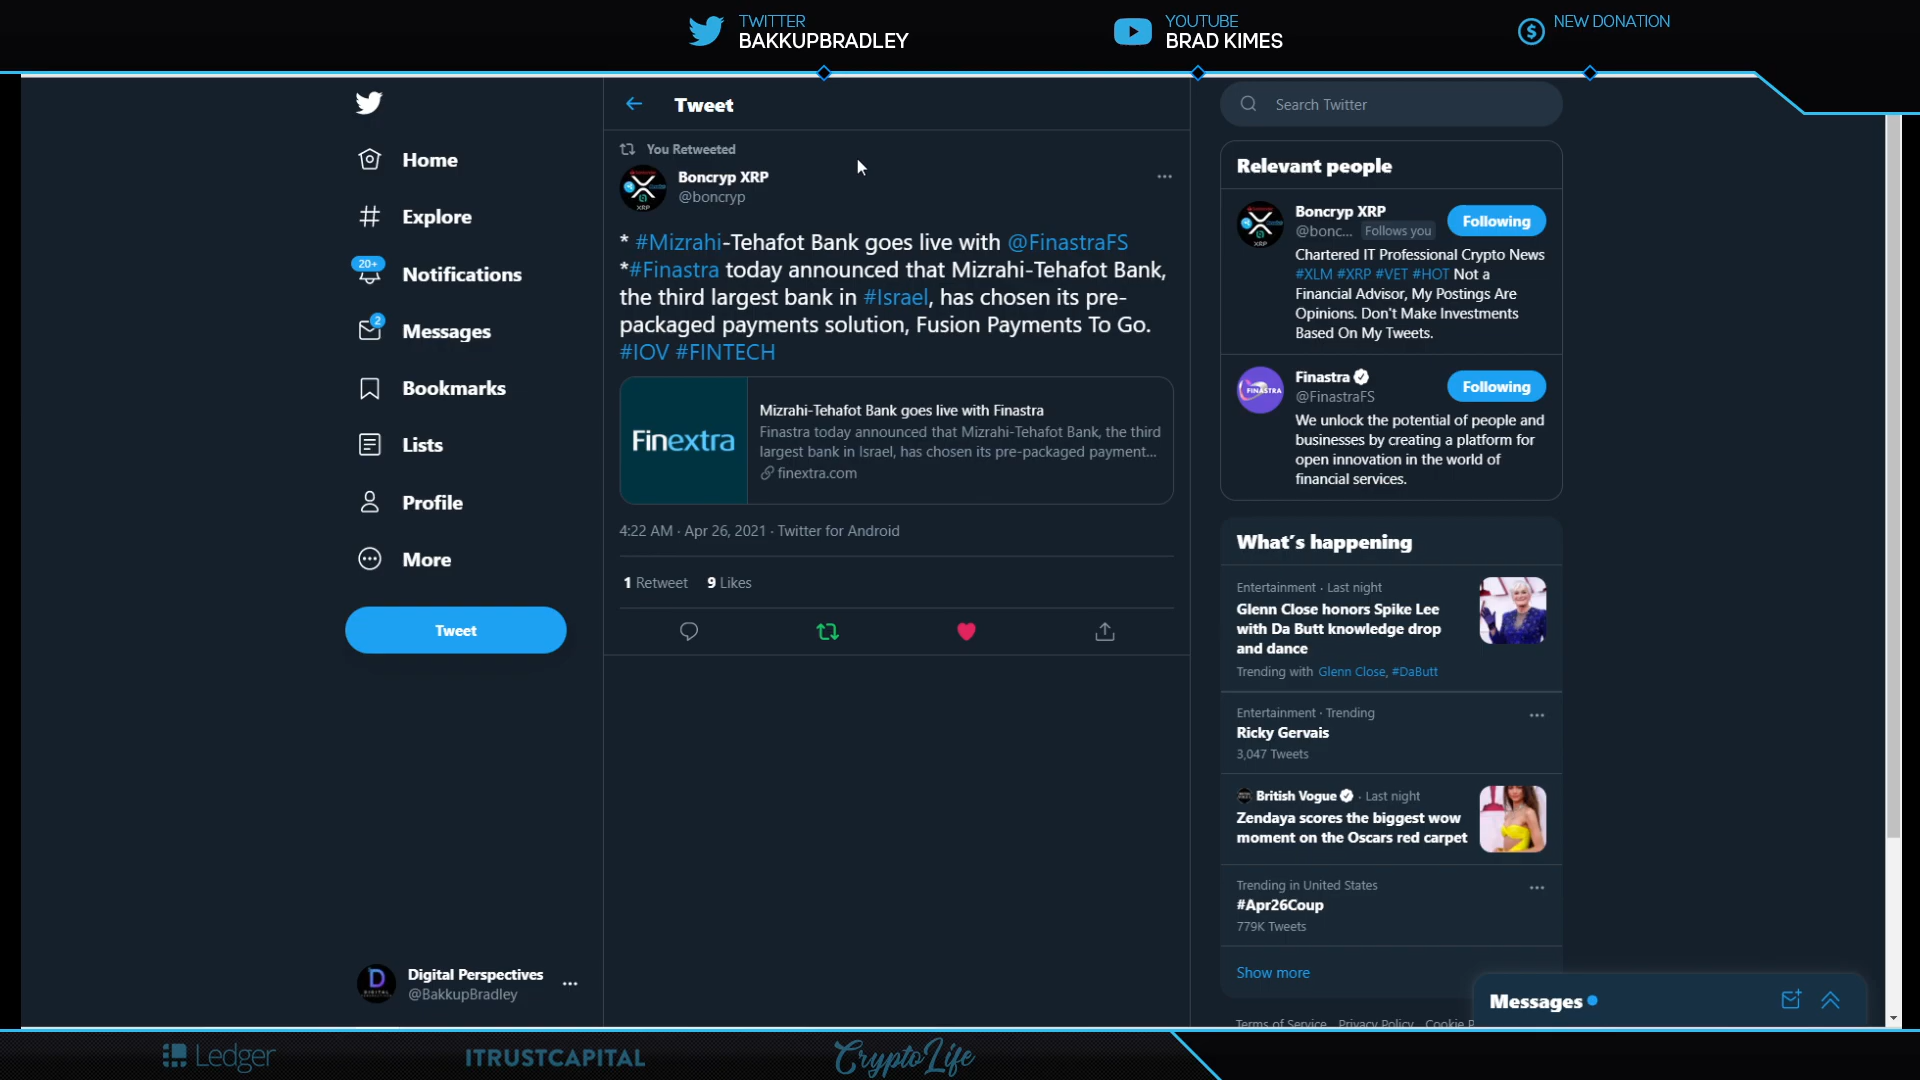 TWITTER
BAKKUPBRADLEY
YOUTUBE
BRAD KIMES
NEW DONATION
Home
Explore
20+
Notifications
2
Messages
Bookmarks
Lists
Profile
More
Tweet
Digital Perspectives
@BakkupBradley
Tweet
You Retweeted
Boncryp XRP
@boncryp
* #Mizrahi-Tehafot Bank goes live with @FinastraFS
*#Finastra today announced that Mizrahi-Tehafot Bank,
the third largest bank in #Israel, has chosen its pre-
packaged payments solution, Fusion Payments To Go.
#IOV #FINTECH
Finextra
Mizrahi-Tehafot Bank goes live with Finastra
Finastra today announced that Mizrahi-Tehafot Bank, the third
largest bank in Israel, has chosen its pre-packaged payment...
finextra.com
4:22 AM · Apr 26, 2021 · Twitter for Android
1 Retweet 9 Likes
Search Twitter
Relevant people
Boncryp XRP
@bonc... Follows you
Following
Chartered IT Professional Crypto News
#XLM #XRP #VET #HOT Not a
Financial Advisor, My Postings Are
Opinions. Don't Make Investments
Based On My Tweets.
FINASTRA
Finastra
@FinastraFS
Following
We unlock the potential of people and
businesses by creating a platform for
open innovation in the world of
financial services.
What's happening
Entertainment · Last night
Glenn Close honors Spike Lee
with Da Butt knowledge drop
and dance
Trending with Glenn Close, #DaButt
Entertainment · Trending
Ricky Gervais
3,047 Tweets
British Vogue · Last night
Zendaya scores the biggest wow
moment on the Oscars red carpet
Trending in United States
#Apr26Coup
779K Tweets
Show more
Terms of Service Privacy Policy Cookie P
Messages
Ledger
ITRUSTCAPITAL
CryptoLife